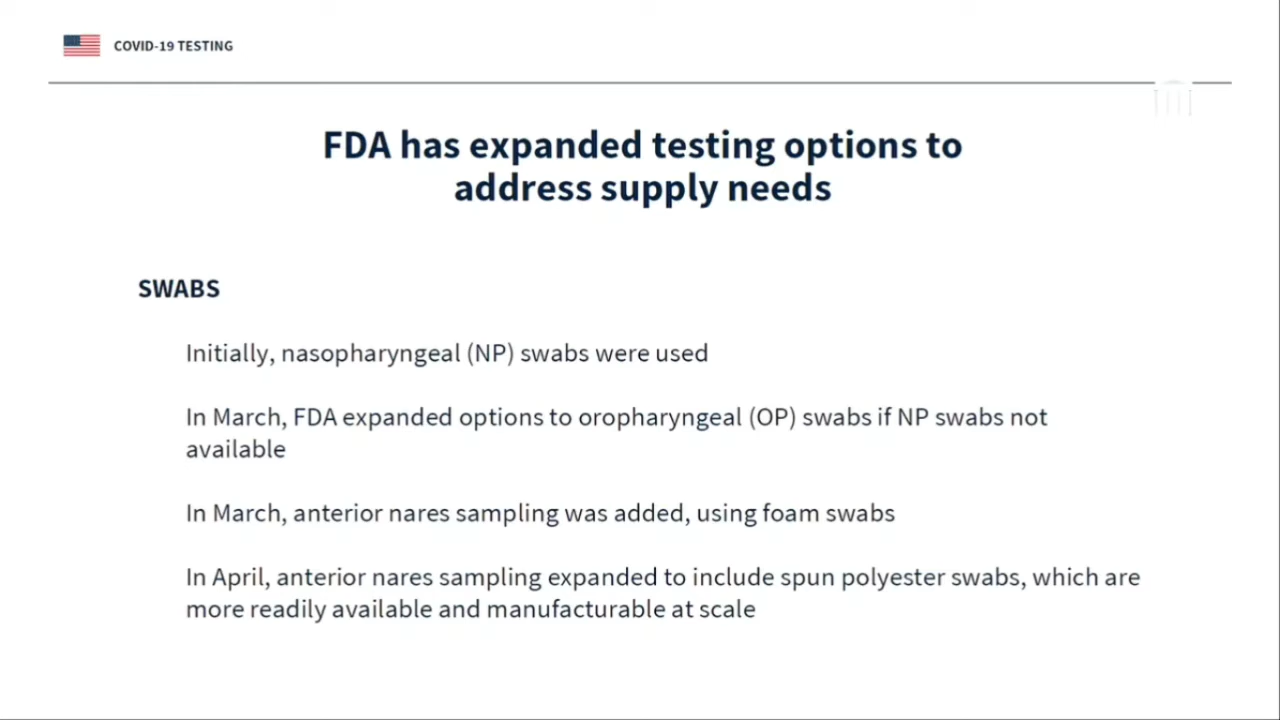 COVID-19 TESTING
FDA has expanded testing options to
address supply needs
SWABS
Initially, nasopharyngeal (NP) swabs were used
In March, FDA expanded options to oropharyngeal (OP) swabs if NP swabs not
available
In March, anterior nares sampling was added, using foam swabs
In April, anterior nares sampling expanded to include spun polyester swabs, which are
more readily available and manufacturable at scale